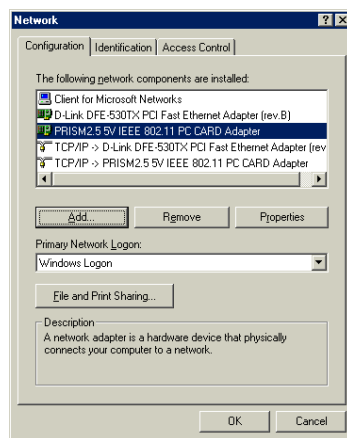 Network
Configuration Identification Access Control
The following network components are installed:
Client for Microsoft Networks
D-Link DFE-530TX PCI Fast Ethernet Adapter (rev.B)
PRISM2.5 5V IEEE 802.11 PC CARD Adapter
TCP/IP -> D-Link DFE-530TX PCI Fast Ethernet Adapter (rev
TCP/IP -> PRISM2.5 5V IEEE 802.11 PC CARD Adapter
Add... Remove Properties
Primary Network Logon:
Windows Logon
File and Print Sharing...
Description
A network adapter is a hardware device that physically
connects your computer to a network.
OK Cancel